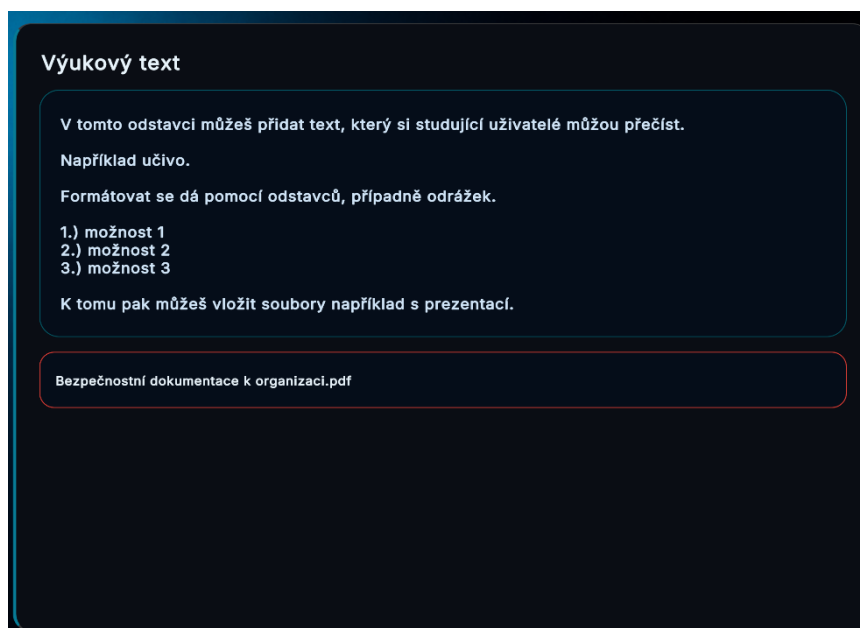 Výukový text
V tomto odstavci můžeš přidat text, který si studující uživatelé můžou přečíst.
Například učivo.
Formátovat se dá pomocí odstavců, případně odrážek.
1.) možnost 1
2.) možnost 2
3.) možnost 3
K tomu pak můžeš vložit soubory například s prezentací.
Bezpečnostní dokumentace k organizaci.pdf